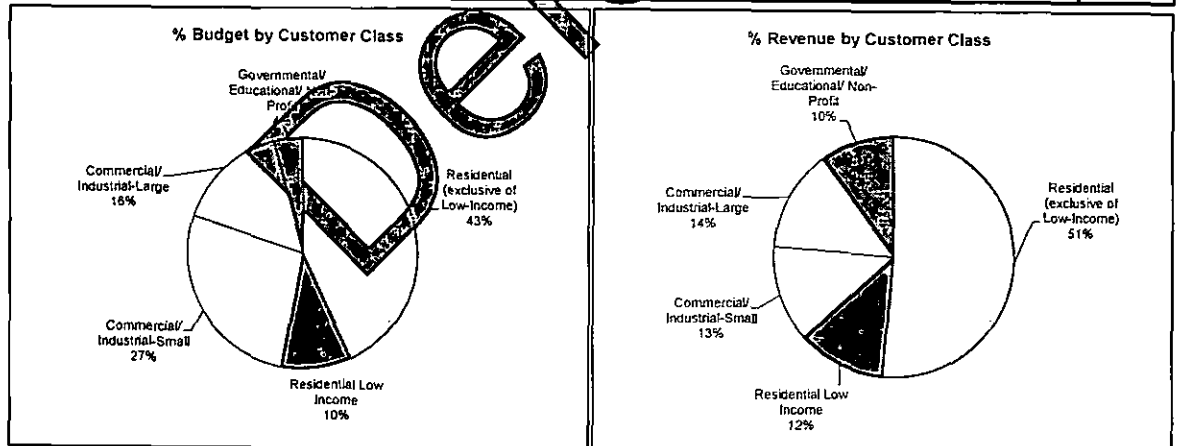 % Budget by Customer Class
Governmental/
Educational/ Non-
Profit
Commercial/
Industrial-Large
16%
Residential
(exclusive of
Low-Income)
43%
Commercial/
Industrial-Small
27%
Residential Low
Income
10%
% Revenue by Customer Class
Governmental/
Educational/ Non-
Profit
10%
Commercial/
Industrial-Large
14%
Residential
(exclusive of
Low-Income)
51%
Commercial/
Industrial-Small
13%
Residential Low
Income
12%